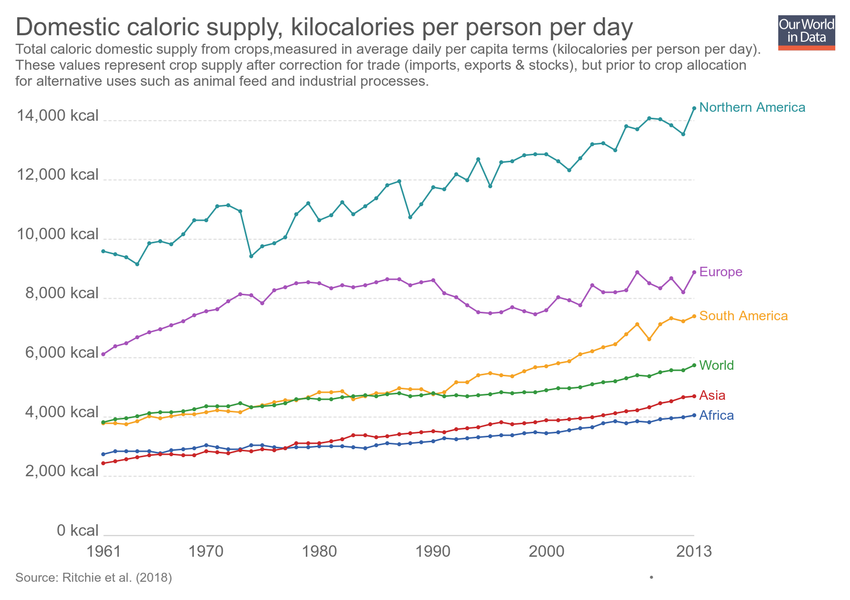 Domestic caloric supply, kilocalories per person per day
Our World
in Data
Total caloric domestic supply from crops,measured in average daily per capita terms (kilocalories per person per day).
These values represent crop supply after correction for trade (imports, exports & stocks), but prior to crop allocation
for alternative uses such as animal feed and industrial processes.
14,000 kcal
Northern America
12,000 kcal
10,000 kcal
Europe
8,000 kcal
South America
6,000 kcal
World
Asia
4,000 kcal
Africa
2,000 kcal
0 kcal
1961 1970 1980 1990 2000 2013
Source: Ritchie et al. (2018)